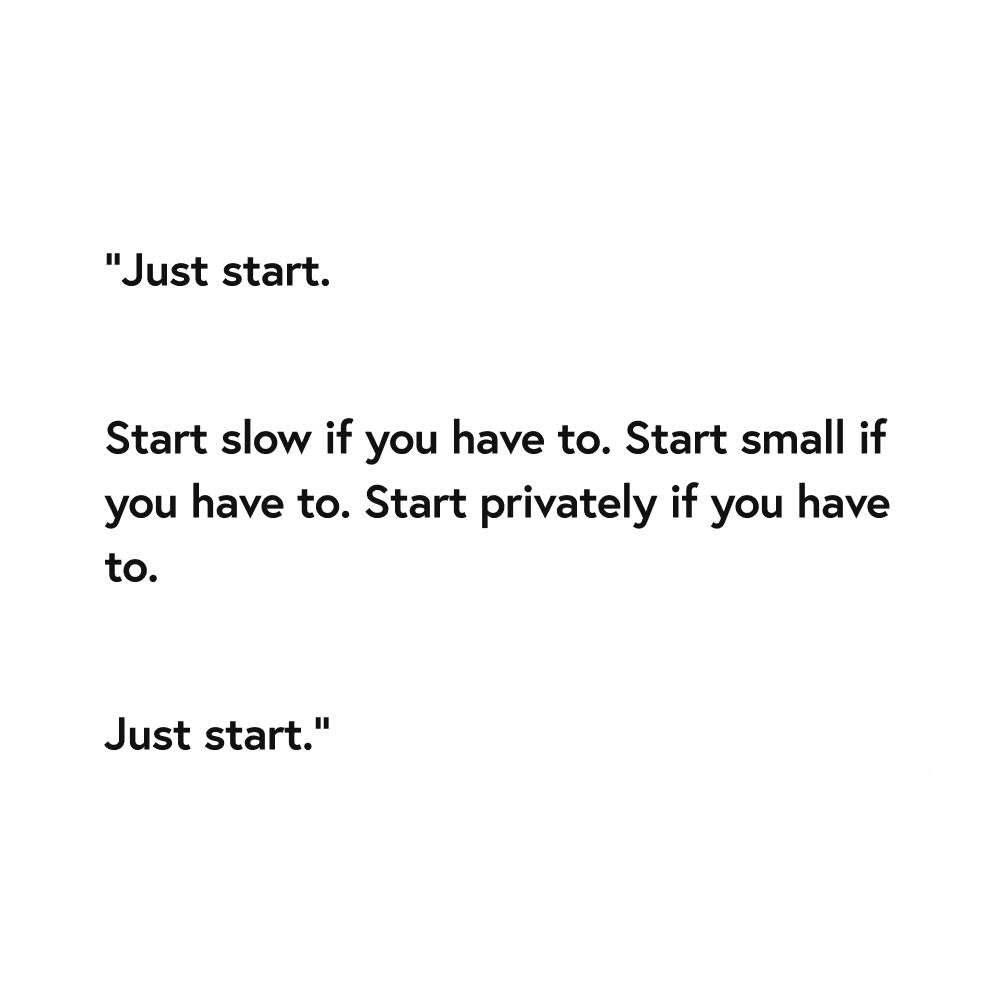 "Just start.
Start slow if you have to. Start small if
you have to. Start privately if you have
to.
Just start."